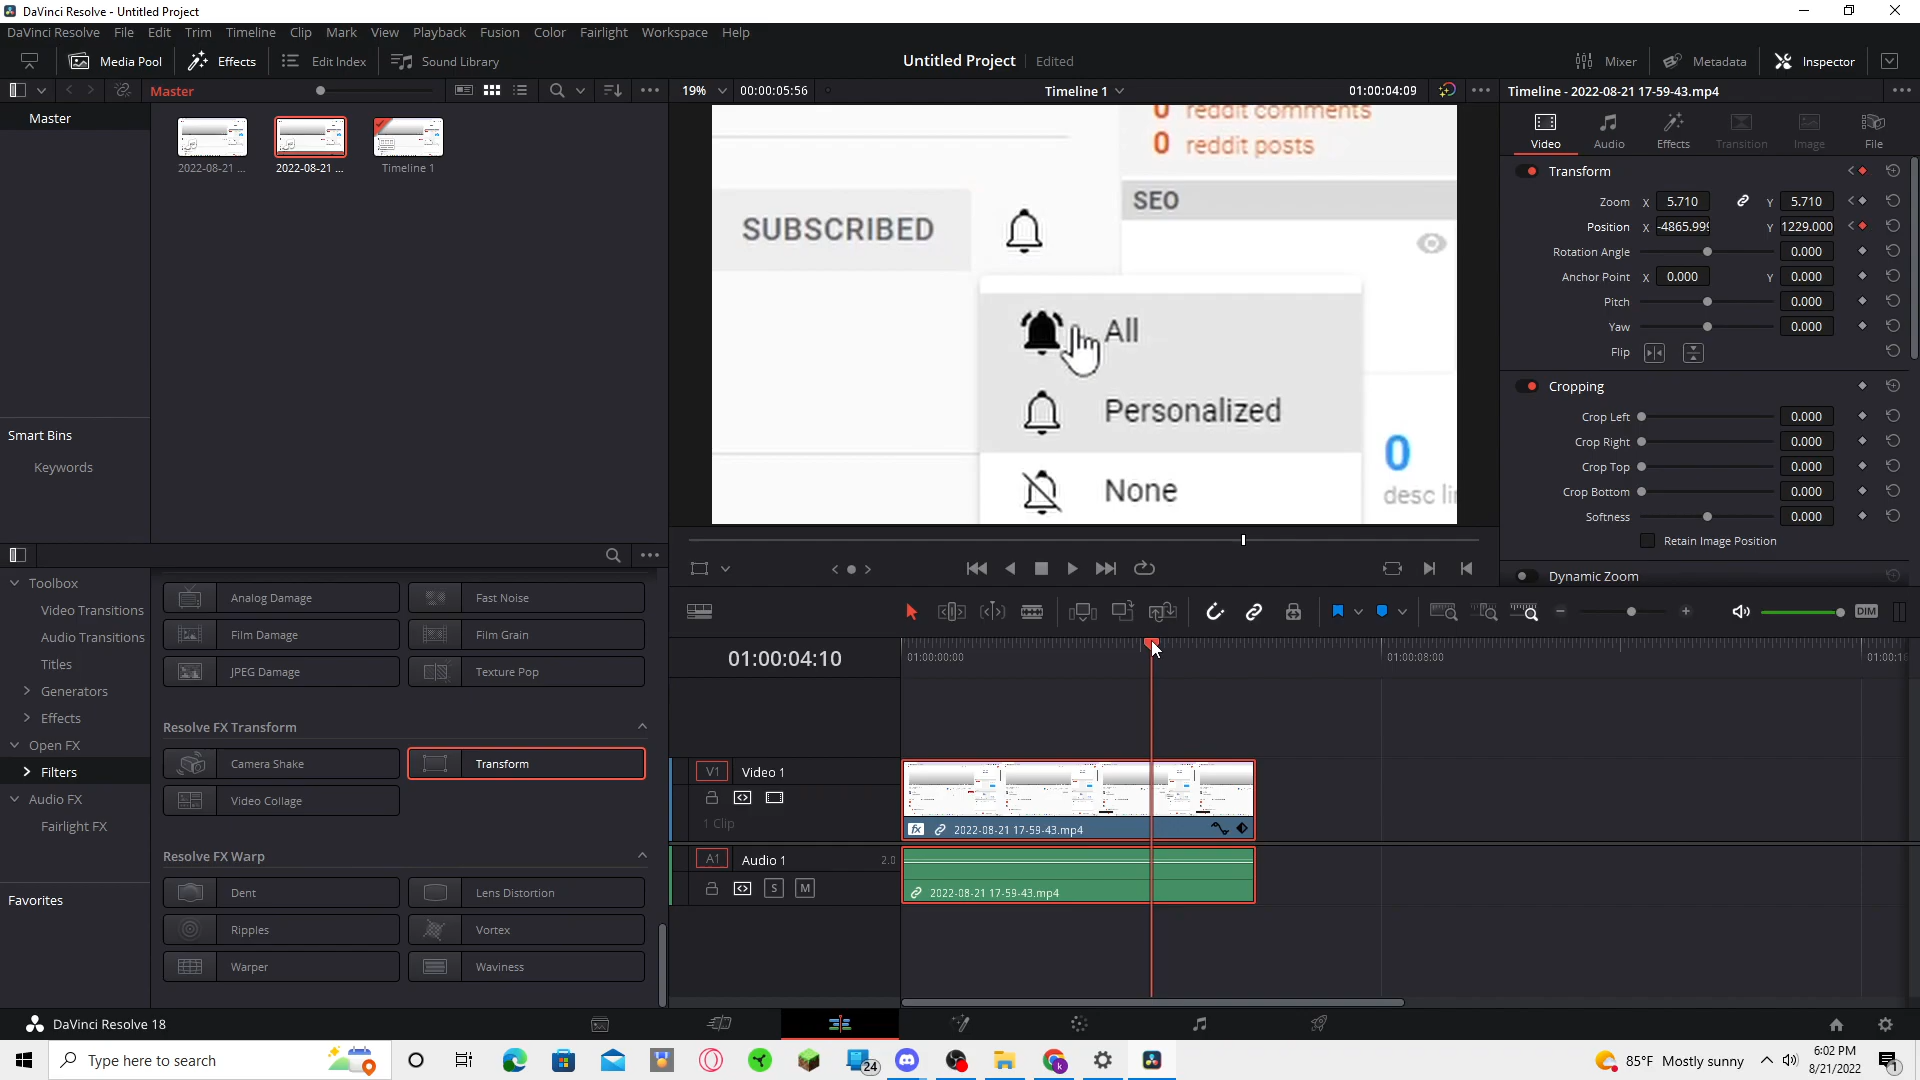 DaVinci Resolve - Untitled Project
DaVinci Resolve File Edit Trim Timeline Clip Mark View Playback Fusion Color Fairlight Workspace Help
Media Pool Effects Edit Index Sound Library Untitled Project Edited Mixer Metadata Inspector
Master 19% 00:00:05:56 Timeline 1 01:00:04:09 Timeline - 2022-08-21 17-59-43.mp4
Master
2022-08-21 ... 2022-08-21 ... Timeline 1
Smart Bins
Keywords
0 reddit comments
0 reddit posts
SEO
SUBSCRIBED
All
Personalized
None
0
desc li
Video Audio Effects Transition Image File
Transform
Zoom X 5.710 Y 5.710
Position X -4865.999 Y 1229.000
Rotation Angle 0.000
Anchor Point X 0.000 Y 0.000
Pitch 0.000
Yaw 0.000
Flip
Cropping
Crop Left 0.000
Crop Right 0.000
Crop Top 0.000
Crop Bottom 0.000
Softness 0.000
Retain Image Position
Dynamic Zoom
Toolbox
Video Transitions
Audio Transitions
Titles
Generators
Effects
Open FX
Filters
Audio FX
Fairlight FX
Favorites
Analog Damage Fast Noise
Film Damage Film Grain
JPEG Damage Texture Pop
Resolve FX Transform
Camera Shake Transform
Video Collage
Resolve FX Warp
Dent Lens Distortion
Ripples Vortex
Warper Waviness
DIM
01:00:04:10 01:00:00:00 01:00:08:00 01:00:16
V1 Video 1
1 Clip
fx 2022-08-21 17-59-43.mp4
A1 Audio 1 2.0
S M
2022-08-21 17-59-43.mp4
DaVinci Resolve 18
Type here to search 24 85°F Mostly sunny 6:02 PM
8/21/2022 1